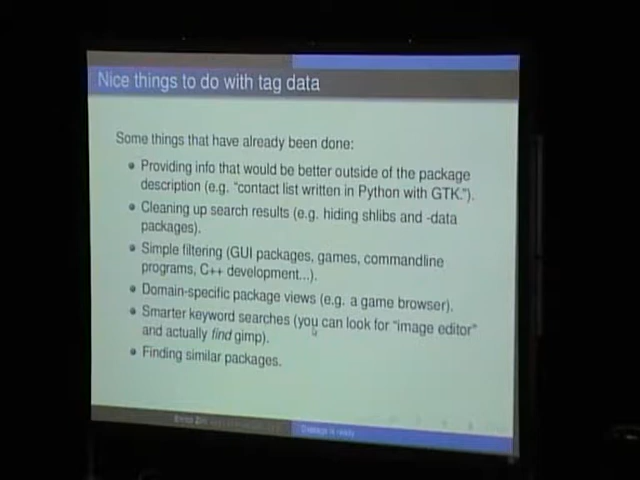 Nice things to do with tag data
Some things that have already been done:
Providing info that would be better outside of the package
description (e.g. "contact list written in Python with GTK.").
Cleaning up search results (e.g. hiding shlibs and -data
packages).
Simple filtering (GUI packages, games, commandline
programs, C++ development...).
Domain-specific package views (e.g. a game browser).
Smarter keyword searches (you can look for "image editor"
and actually find gimp).
Finding similar packages.